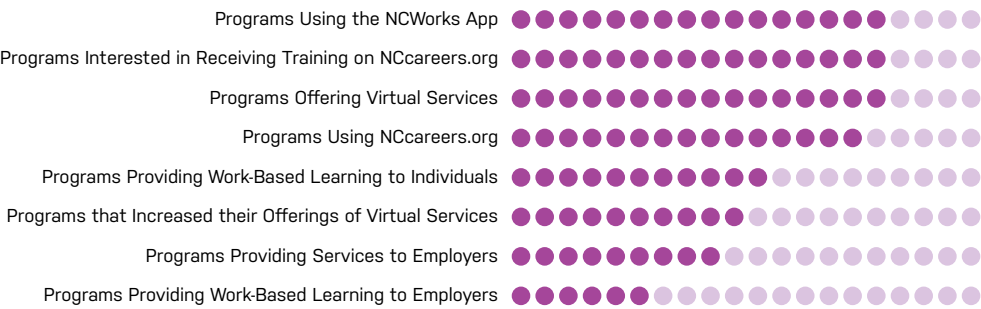 Programs Using the NCWorks App
Programs Interested in Receiving Training on NCcareers.org
Programs Offering Virtual Services
Programs Using NCcareers.org
Programs Providing Work-Based Learning to Individuals
Programs that Increased their Offerings of Virtual Services
Programs Providing Services to Employers
Programs Providing Work-Based Learning to Employers